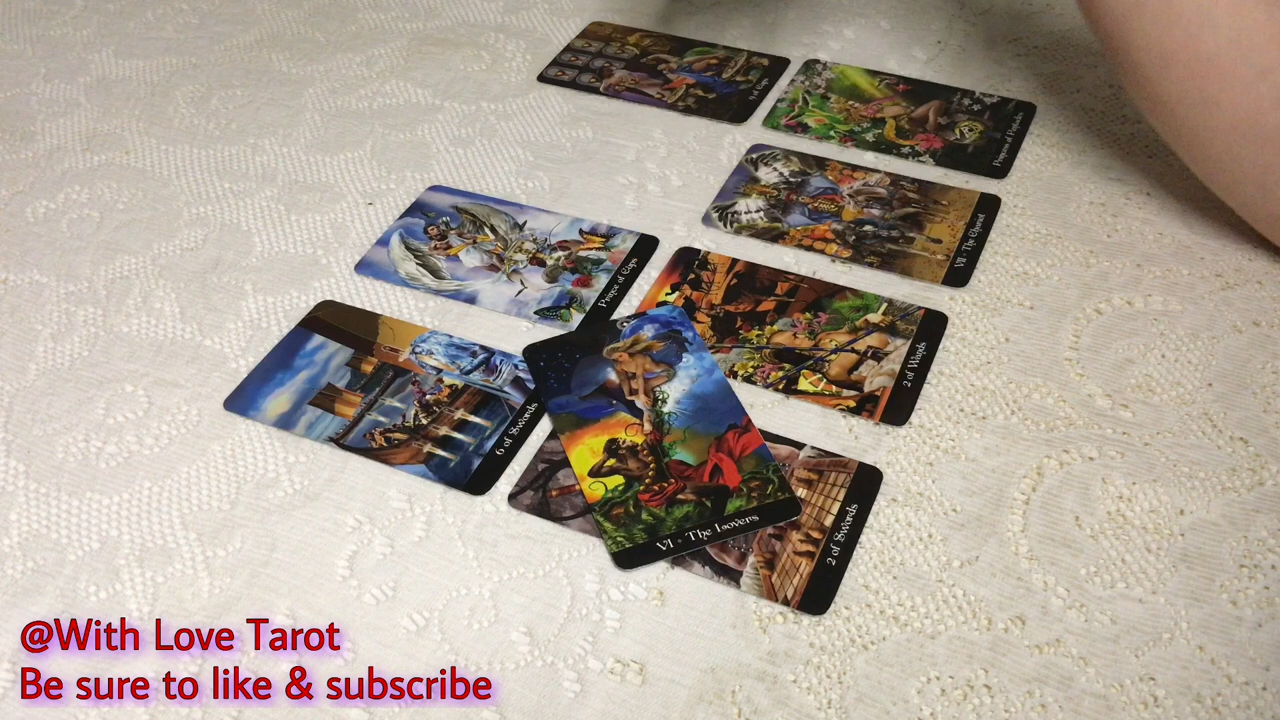 9 of Cups
Princess of Pentacles
VII • The Chariot
Prince of Cups
2 of Wands
6 of Swords
VI • The Lovers
2 of Swords
@With Love Tarot
Be sure to like & subscribe